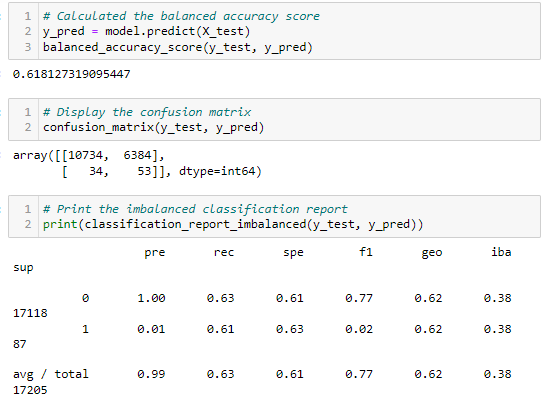 1 # Calculated the balanced accuracy score
2 y_pred = model.predict(X_test)
3 balanced_accuracy_score(y_test, y_pred)
0.618127319095447
1 # Display the confusion matrix
2 confusion_matrix(y_test, y_pred)
array([[10734, 6384],
[ 34, 53]], dtype=int64)
1 # Print the imbalanced classification report
2 print(classification_report_imbalanced(y_test, y_pred))
pre rec spe f1 geo iba
sup
0 1.00 0.63 0.61 0.77 0.62 0.38
17118
1 0.01 0.61 0.63 0.02 0.62 0.38
87
avg / total 0.99 0.63 0.61 0.77 0.62 0.38
17205